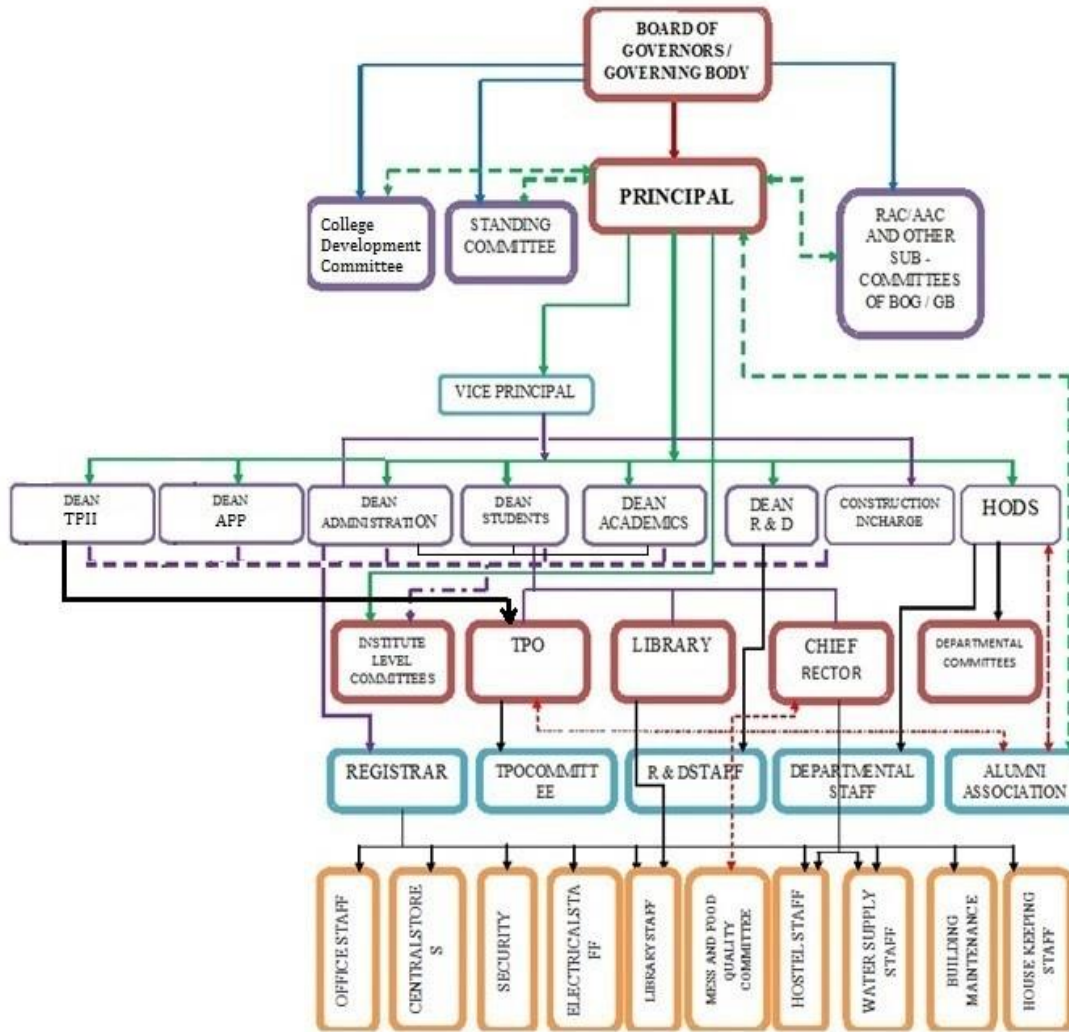 BOARD OF
GOVERNORS /
GOVERNING BODY
PRINCIPAL
College
Development
Committee
STANDING
COMMITTEE
RAC/AAC
AND OTHER
SUB -
COMMITTEES
OF BOG / GB
VICE PRINCIPAL
DEAN
TPII
DEAN
APP
DEAN
ADMINISTRATION
DEAN
STUDENTS
DEAN
ACADEMICS
DEAN
R & D
CONSTRUCTION
INCHARGE
HODS
INSTITUTE
LEVEL
COMMITTEES
TPO
LIBRARY
CHIEF
RECTOR
DEPARTMENTAL
COMMITTEES
REGISTRAR
TPOCOMMITT
EE
R & DSTAFF
DEPARTMENTAL
STAFF
ALUMNI
ASSOCIATION
OFFICE STAFF
CENTRALSTORE
S
SECURITY
ELECTRICALSTA
FF
LIBRARY STAFF
MESS AND FOOD
QUALITY
COMMITTEE
HOSTEL STAFF
WATER SUPPLY
STAFF
BUILDING
MAINTENANCE
HOUSE KEEPING
STAFF